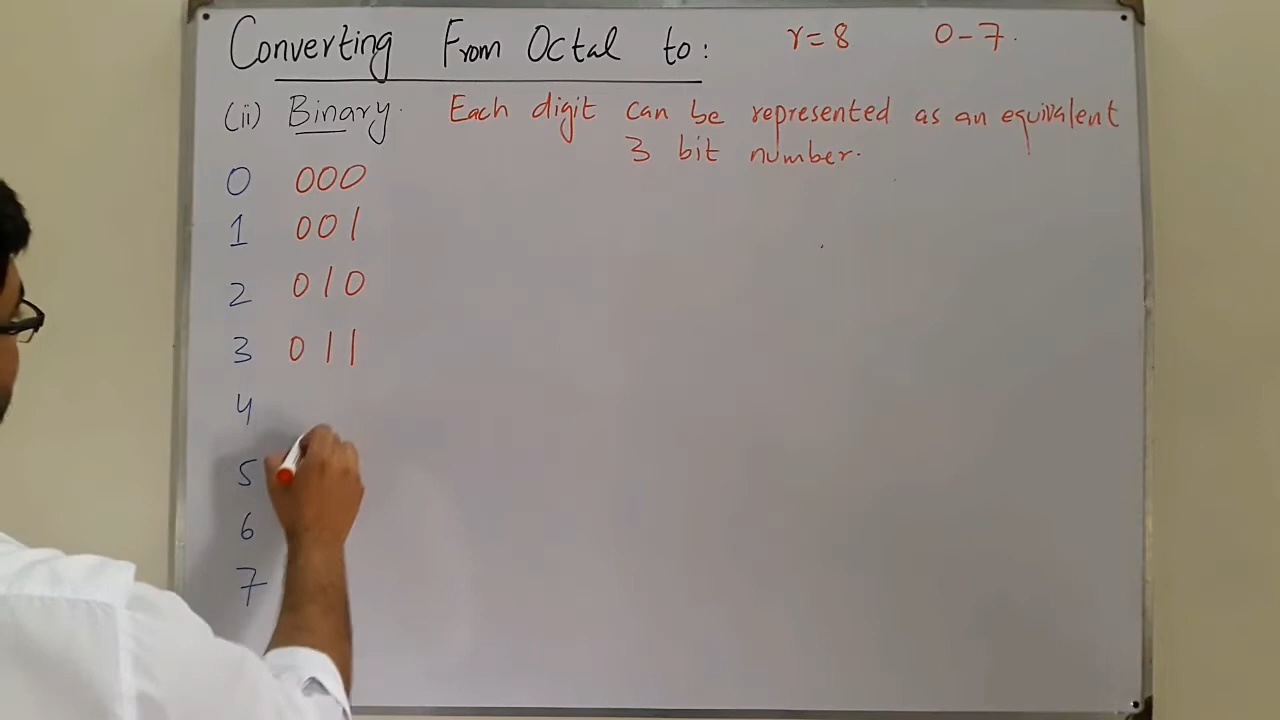 Converting From Octal to: r=8 0-7.
(ii) Binary. Each digit can be represented as an equivalent
3 bit number.
0 000
1 001
2 010
3 011
4
5
6
7